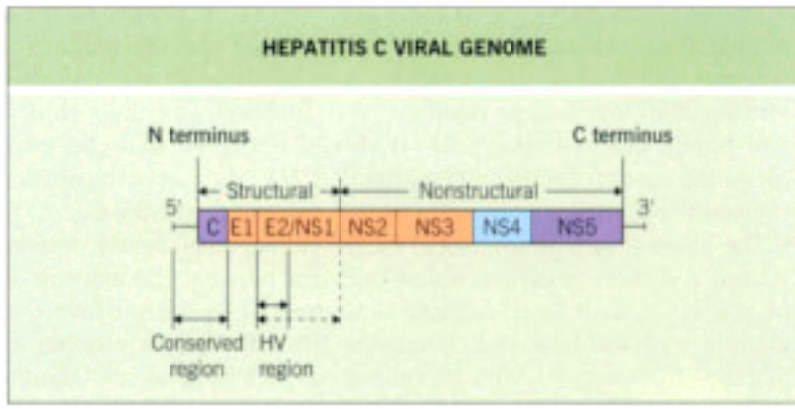 HEPATITIS C VIRAL GENOME
N terminus C terminus
Structural Nonstructural
5' 3'
C E1 E2/NS1 NS2 NS3 NS4 NS5
Conserved HV
region region